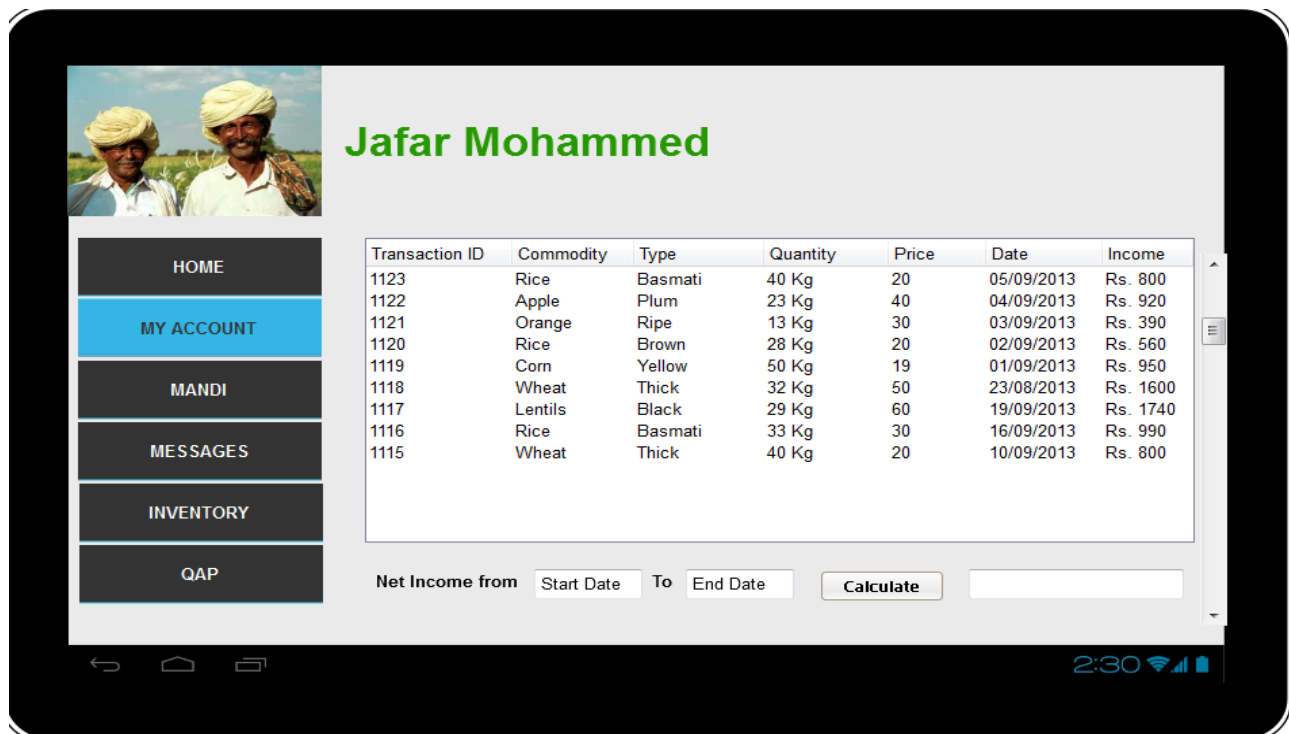 Jafar Mohammed
HOME
MY ACCOUNT
MANDI
MESSAGES
INVENTORY
QAP
Transaction ID Commodity Type Quantity Price Date Income
1123 Rice Basmati 40 Kg 20 05/09/2013 Rs. 800
1122 Apple Plum 23 Kg 40 04/09/2013 Rs. 920
1121 Orange Ripe 13 Kg 30 03/09/2013 Rs. 390
1120 Rice Brown 28 Kg 20 02/09/2013 Rs. 560
1119 Corn Yellow 50 Kg 19 01/09/2013 Rs. 950
1118 Wheat Thick 32 Kg 50 23/08/2013 Rs. 1600
1117 Lentils Black 29 Kg 60 19/09/2013 Rs. 1740
1116 Rice Basmati 33 Kg 30 16/09/2013 Rs. 990
1115 Wheat Thick 40 Kg 20 10/09/2013 Rs. 800
Net Income from Start Date To End Date Calculate
2:30